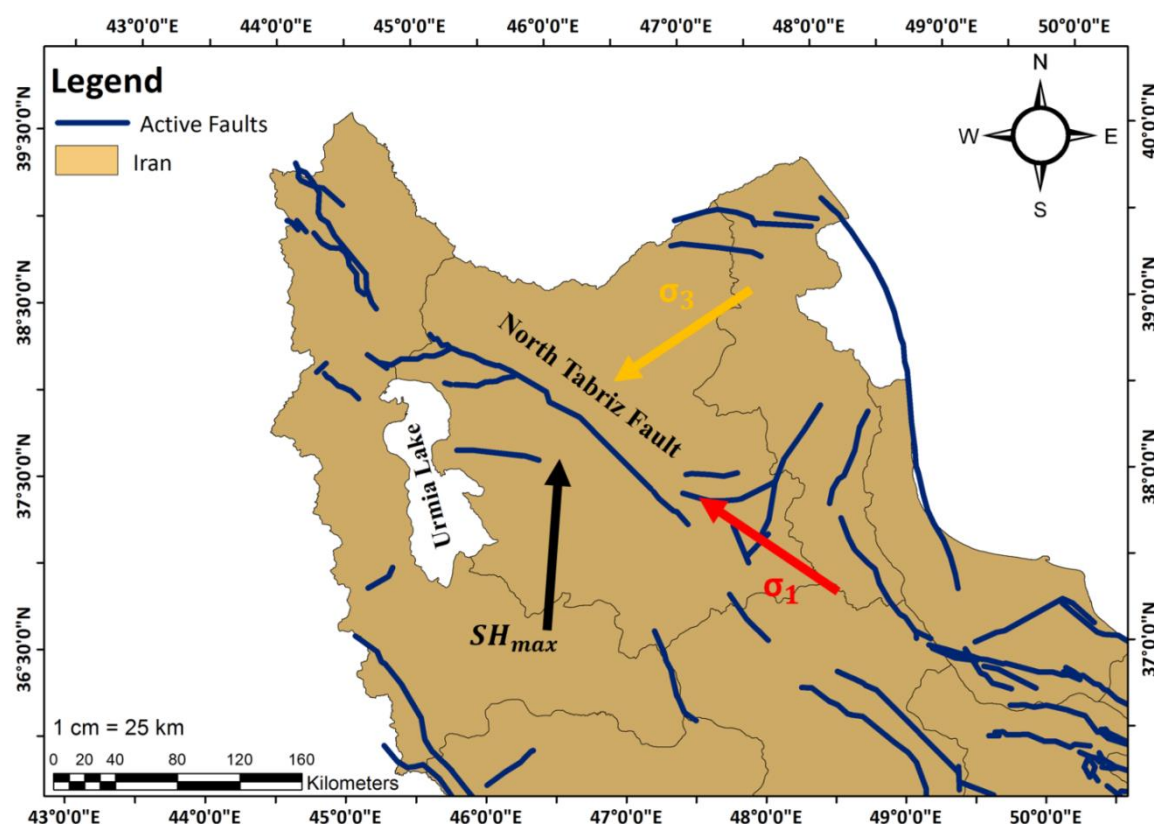 43°0'0"E 44°0'0"E 45°0'0"E 46°0'0"E 47°0'0"E 48°0'0"E 49°0'0"E 50°0'0"E
Legend
Active Faults
Iran
N
W E
S
39°30'0"N
38°30'0"N
37°30'0"N
36°30'0"N
40°0'0"N
39°0'0"N
38°0'0"N
37°0'0"N
σ3
North Tabriz Fault
Urmia Lake
σ1
SHmax
1 cm = 25 km
0 10 20 40 80 120 160
Kilometers
43°0'0"E 44°0'0"E 45°0'0"E 46°0'0"E 47°0'0"E 48°0'0"E 49°0'0"E 50°0'0"E